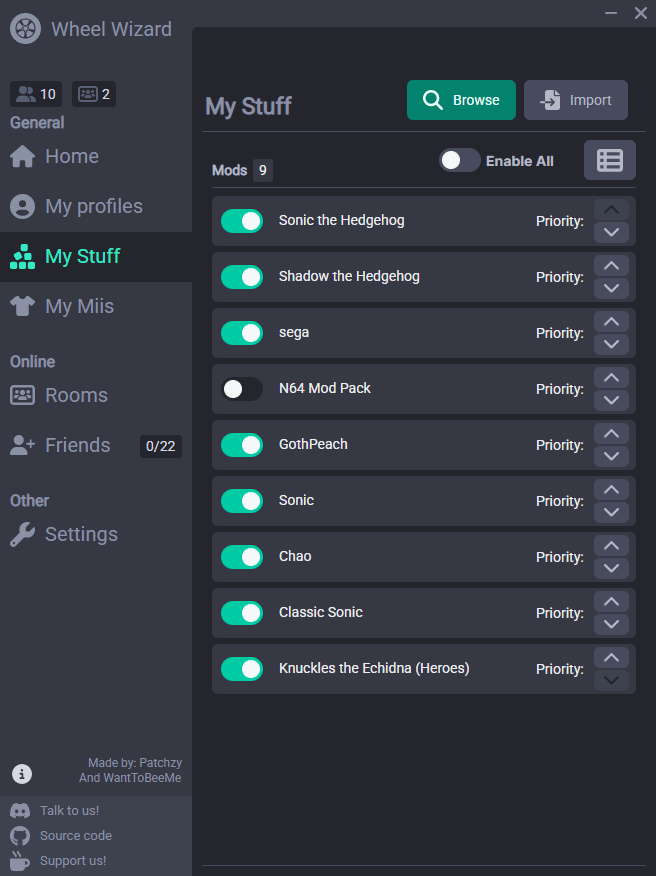 Wheel Wizard
10
2
General
Home
My profiles
My Stuff
My Miis
Online
Rooms
Friends
0/22
Other
Settings
Made by: Patchzy
And WantToBeeMe
Talk to us!
Source code
Support us!
My Stuff
Browse
Import
Mods 9
Enable All
Sonic the Hedgehog Priority:
Shadow the Hedgehog Priority:
sega Priority:
N64 Mod Pack Priority:
GothPeach Priority:
Sonic Priority:
Chao Priority:
Classic Sonic Priority:
Knuckles the Echidna (Heroes) Priority: